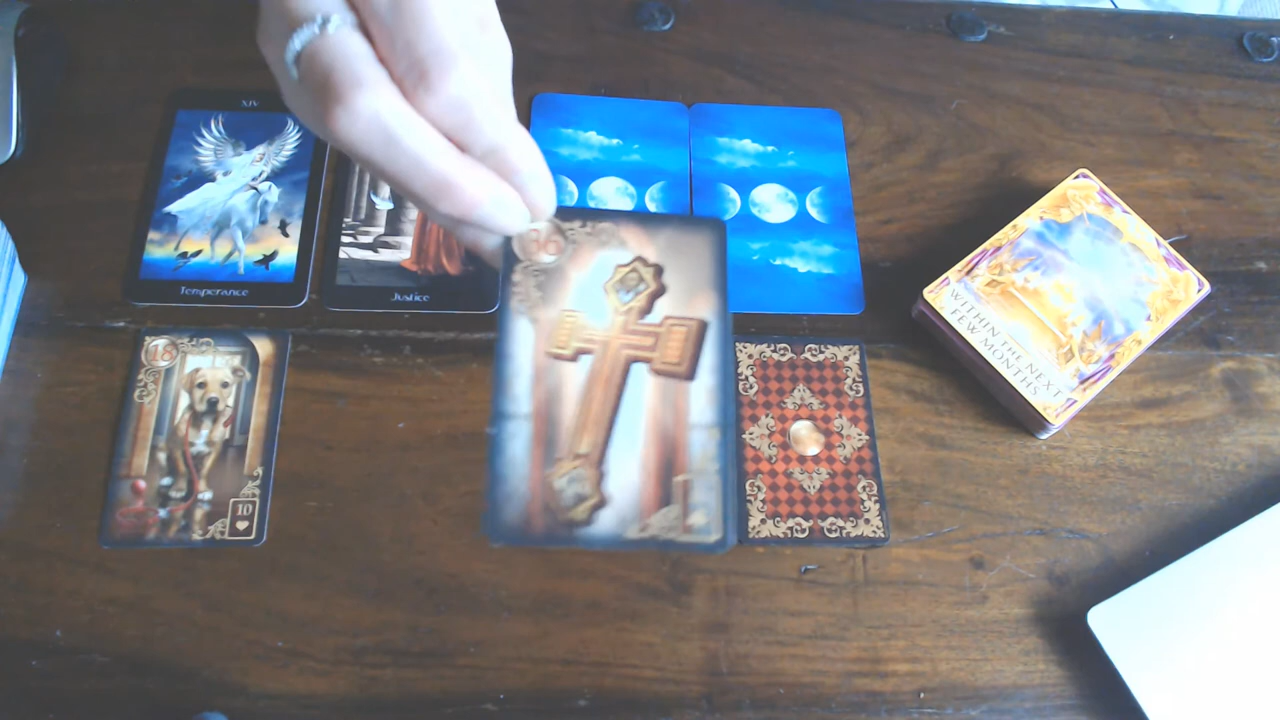 XIV
Temperance
Justice
36
18
10
WITHIN THE NEXT
FEW MONTHS